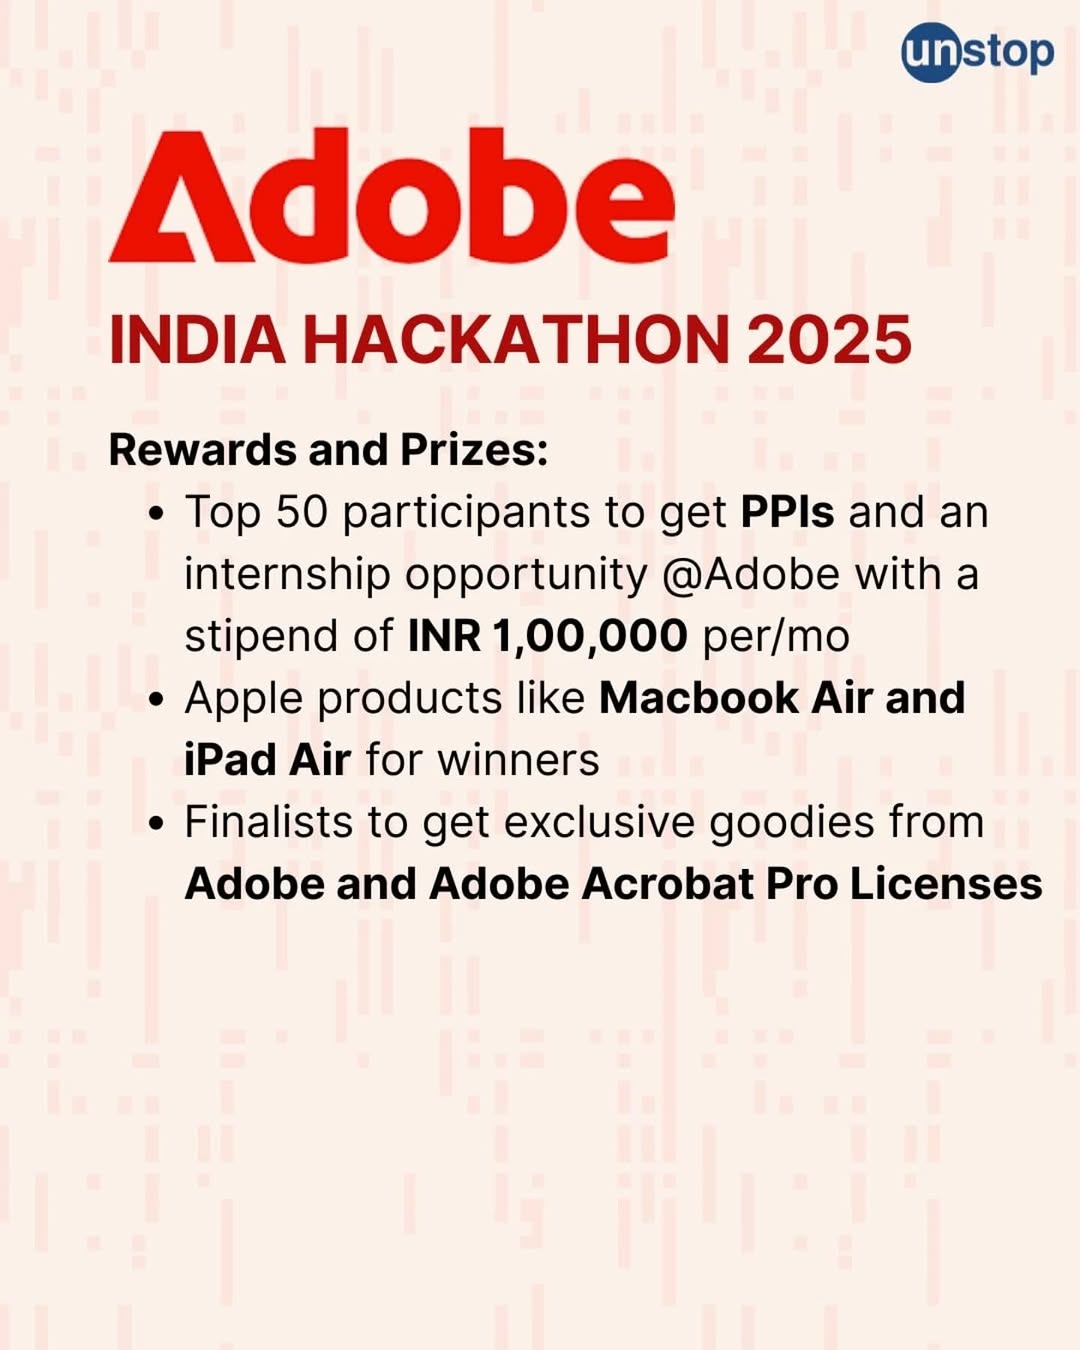 unstop
Adobe
INDIA HACKATHON 2025
Rewards and Prizes:
• Top 50 participants to get PPIs and an
internship opportunity @Adobe with a
stipend of INR 1,00,000 per/mo
• Apple products like Macbook Air and
iPad Air for winners
• Finalists to get exclusive goodies from
Adobe and Adobe Acrobat Pro Licenses